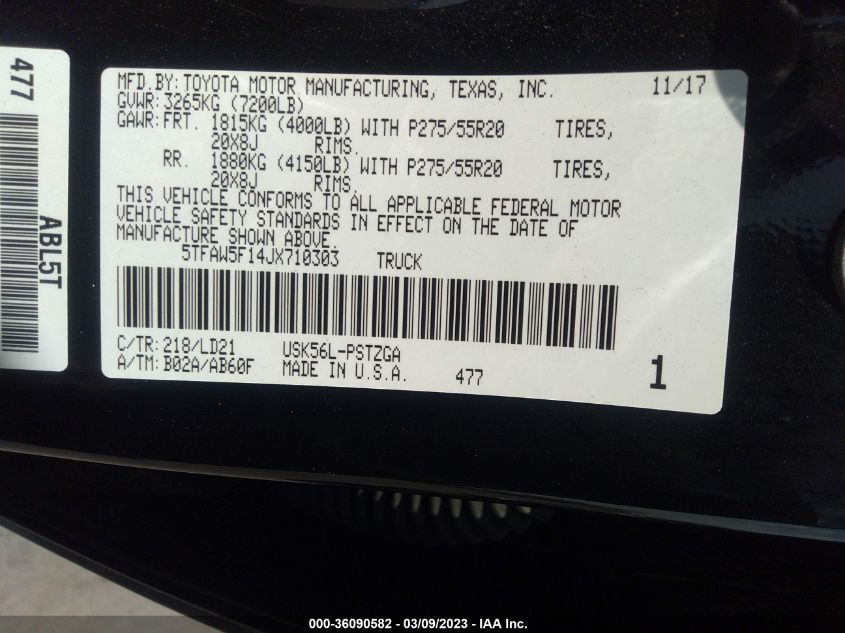 477
ABL5T
MFD.BY:TOYOTA MOTOR MANUFACTURING, TEXAS, INC. 11/17
GVWR: 3265KG (7200LB)
GAWR:FRT. 1815KG (4000LB) WITH P275/55R20 TIRES,
20X8J RIMS.
RR. 1880KG (4150LB) WITH P275/55R20 TIRES,
20X8J RIMS.
THIS VEHICLE CONFORMS TO ALL APPLICABLE FEDERAL MOTOR
VEHICLE SAFETY STANDARDS IN EFFECT ON THE DATE OF
MANUFACTURE SHOWN ABOVE.
5TFAW5F14JX710303 TRUCK
C/TR:218/LD21 USK56L-PSTZGA
A/TM:B02A/AB60F MADE IN U.S.A. 477 1
000-36090582 — 03/09/2023 — IAA Inc.